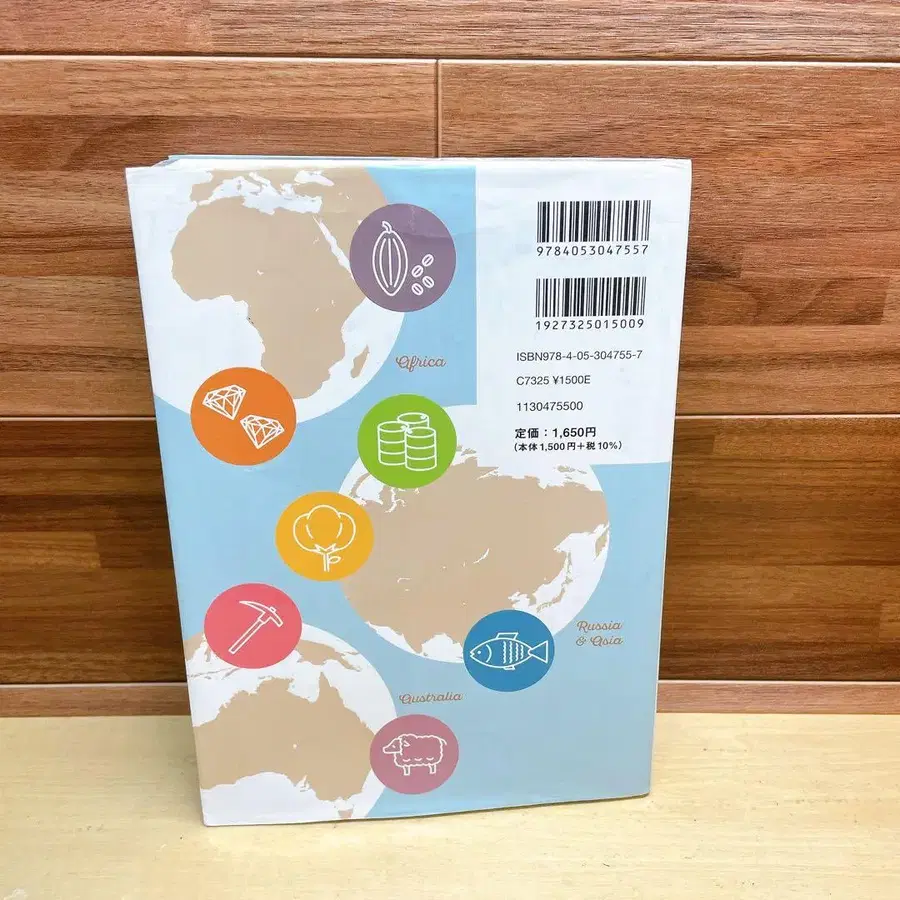 9784053047557
1927325015009
ISBN978-4-05-304755-7
C7325 ¥1500E
1130475500
定価：1,650円
（本体1,500円＋税10%）
Africa
Russia
& Asia
Australia